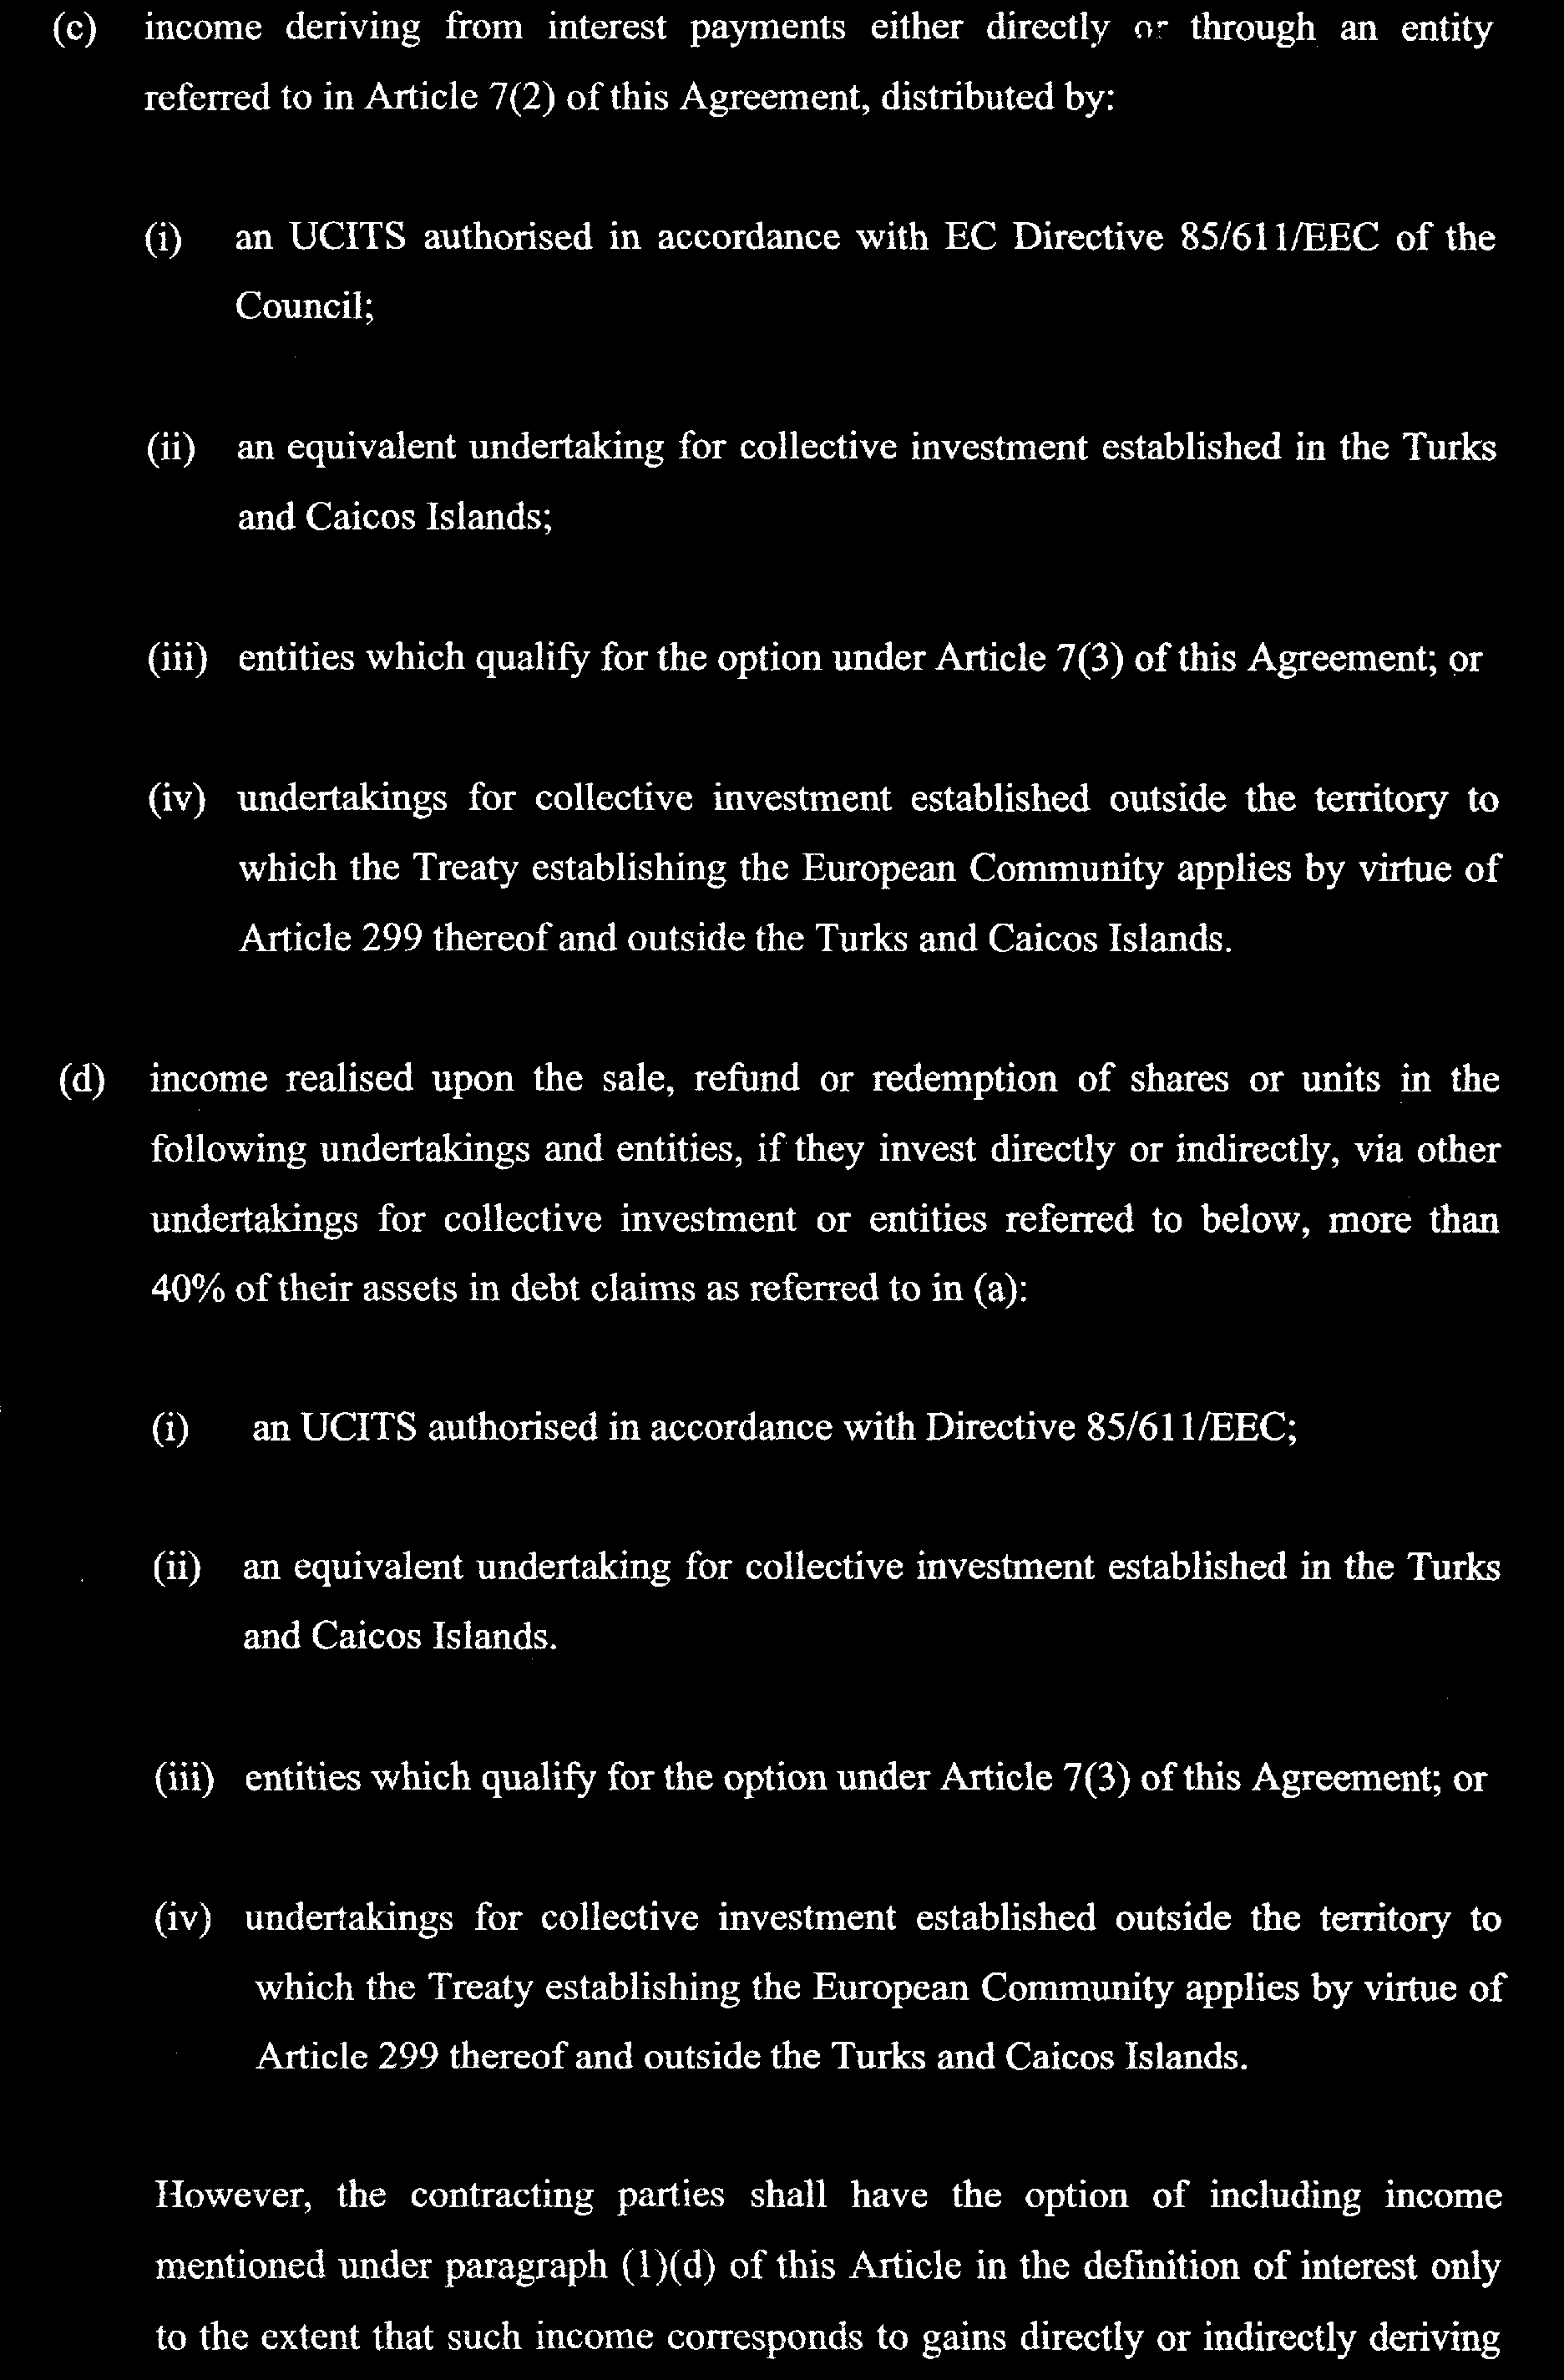 (c) income deriving from interest payments either directly or through an entity
referred to in Article 7(2) of this Agreement, distributed by:
(i) an UCITS authorised in accordance with EC Directive 85/611/EEC of the
Council;
(ii) an equivalent undertaking for collective investment established in the Turks
and Caicos Islands;
(iii) entities which qualify for the option under Article 7(3) of this Agreement; or
(iv) undertakings for collective investment established outside the territory to
which the Treaty establishing the European Community applies by virtue of
Article 299 thereof and outside the Turks and Caicos Islands.
(d) income realised upon the sale, refund or redemption of shares or units in the
following undertakings and entities, if they invest directly or indirectly, via other
undertakings for collective investment or entities referred to below, more than
40% of their assets in debt claims as referred to in (a):
(i) an UCITS authorised in accordance with Directive 85/611/EEC;
(ii) an equivalent undertaking for collective investment established in the Turks
and Caicos Islands.
(iii) entities which qualify for the option under Article 7(3) of this Agreement; or
(iv) undertakings for collective investment established outside the territory to
which the Treaty establishing the European Community applies by virtue of
Article 299 thereof and outside the Turks and Caicos Islands.
However, the contracting parties shall have the option of including income
mentioned under paragraph (1)(d) of this Article in the definition of interest only
to the extent that such income corresponds to gains directly or indirectly deriving